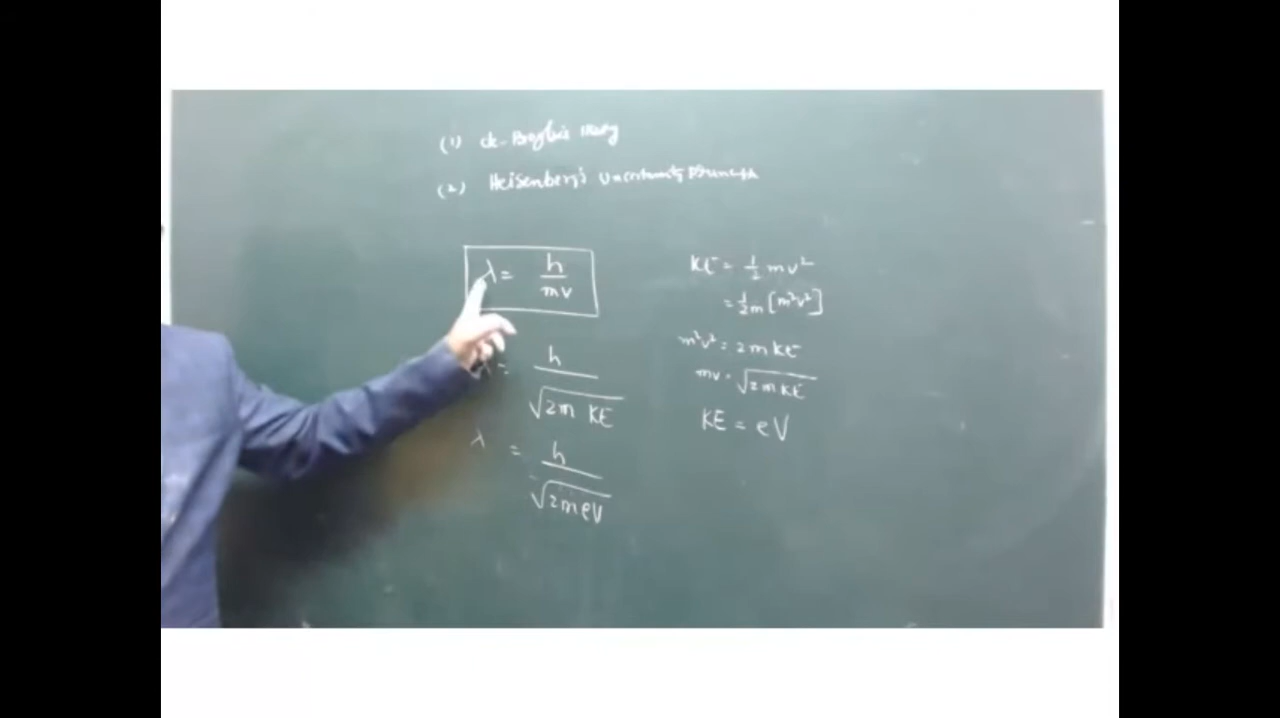 (1) de-Broglie's theory
(2) Heisenberg's Uncertainty Principle
λ = h/mv
λ = h/√2m KE
λ = h/√2meV
KE = 1/2 mv²
= 1/2m [m²v²]
m²v² = 2m KE
mv = √2m KE
KE = eV